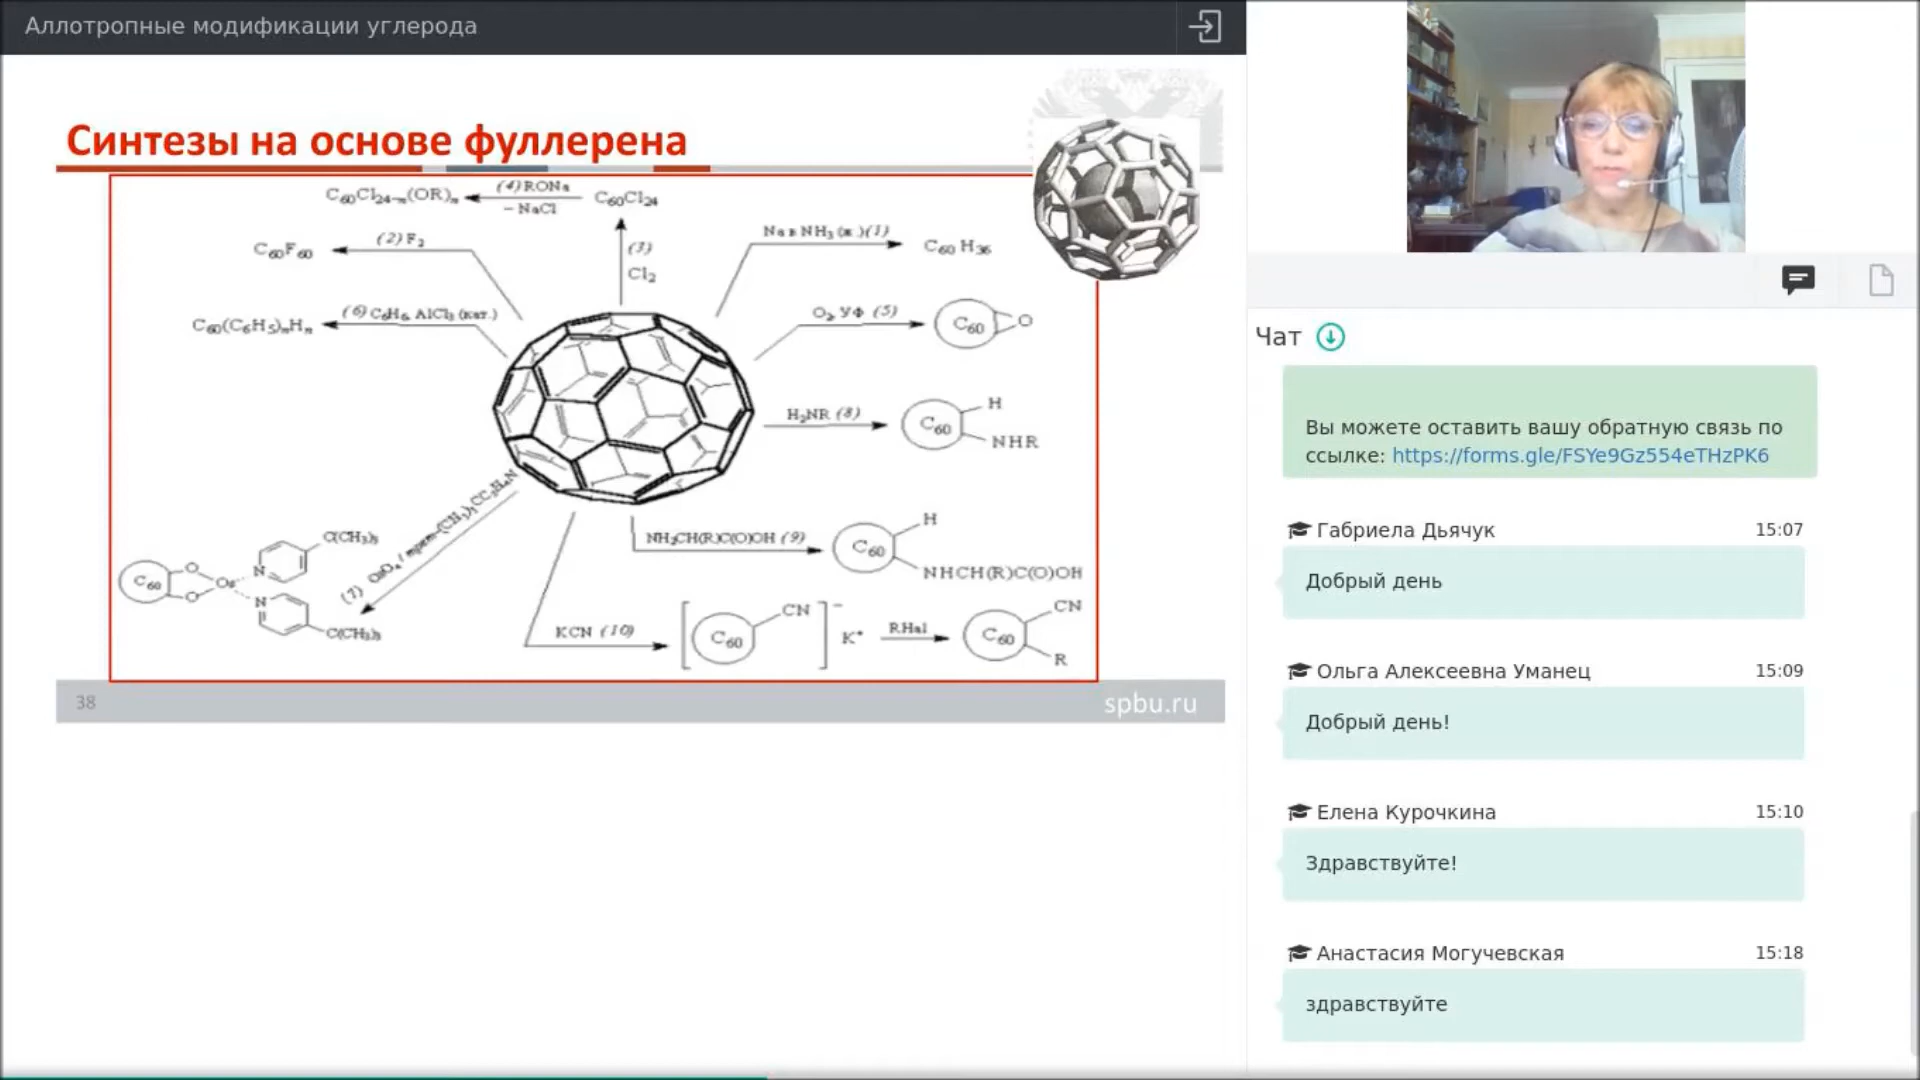 Аллотропные модификации углерода
Синтезы на основе фуллерена
C₆₀Cl₂₄₋ₙ(OR)ₙ
(4) RONa
– NaCl
C₆₀Cl₂₄
(3)
Cl₂
C₆₀F₆₀
(2) F₂
Na в NH₃ (ж.) (1)
C₆₀H₃₆
C₆₀(C₆H₅)ₙHₙ
(6) C₆H₆, AlCl₃ (кат.)
O₂, УФ (5)
C₆₀
O
H₂NR (8)
C₆₀
H
NHR
(7)
C₆₀
O
O
Os
N
N
C(CH₃)₃
C(CH₃)₃
NH₂CH(R)C(O)OH (9)
C₆₀
H
NHCH(R)C(O)OH
KCN (10)
C₆₀
CN
–
K⁺
RHal
C₆₀
CN
R
38
spbu.ru
Чат
Вы можете оставить вашу обратную связь по
ссылке: https://forms.gle/FSYe9Gz554eTHzPK6
Габриела Дьячук 15:07
Добрый день
Ольга Алексеевна Уманец 15:09
Добрый день!
Елена Курочкина 15:10
Здравствуйте!
Анастасия Могучевская 15:18
здравствуйте